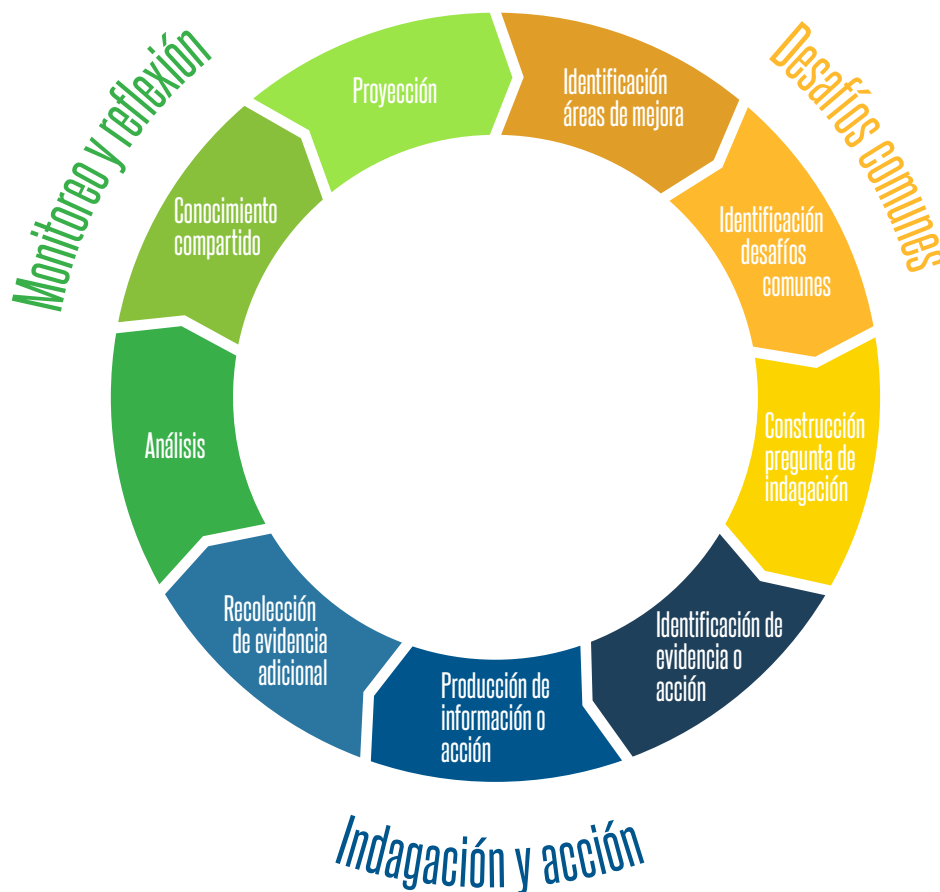 Desafíos comunes
Identificación
áreas de mejora
Identificación
desafíos
comunes
Construcción
pregunta de
indagación
Indagación y acción
Identificación de
evidencia o
acción
Producción de
información o
acción
Recolección
de evidencia
adicional
Monitoreo y reflexión
Análisis
Conocimiento
compartido
Proyección